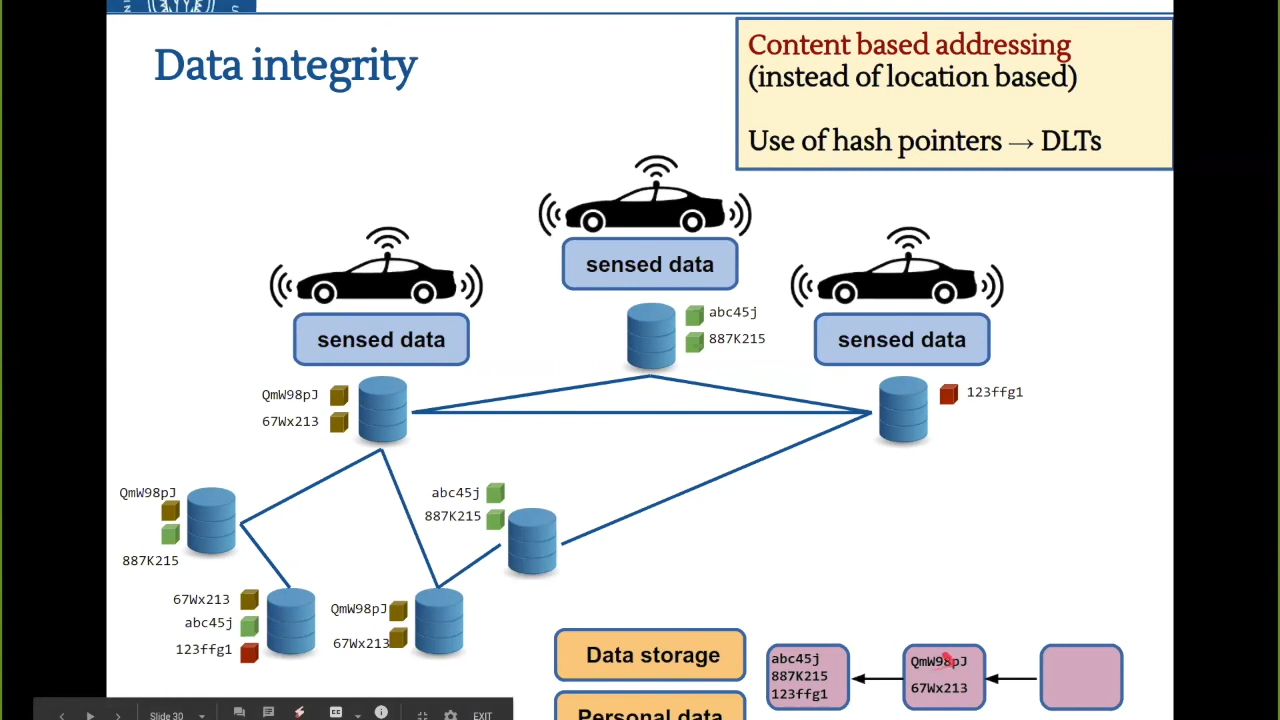 Data integrity
Content based addressing
(instead of location based)
Use of hash pointers → DLTs
sensed data
sensed data
sensed data
abc45j
887K215
QmW98pJ
67Wx213
123ffg1
QmW98pJ
887K215
abc45j
887K215
67Wx213
abc45j
123ffg1
QmW98pJ
67Wx213
Data storage
Personal data
abc45j
887K215
123ffg1
QmW98pJ
67Wx213
Slide 30
EXIT